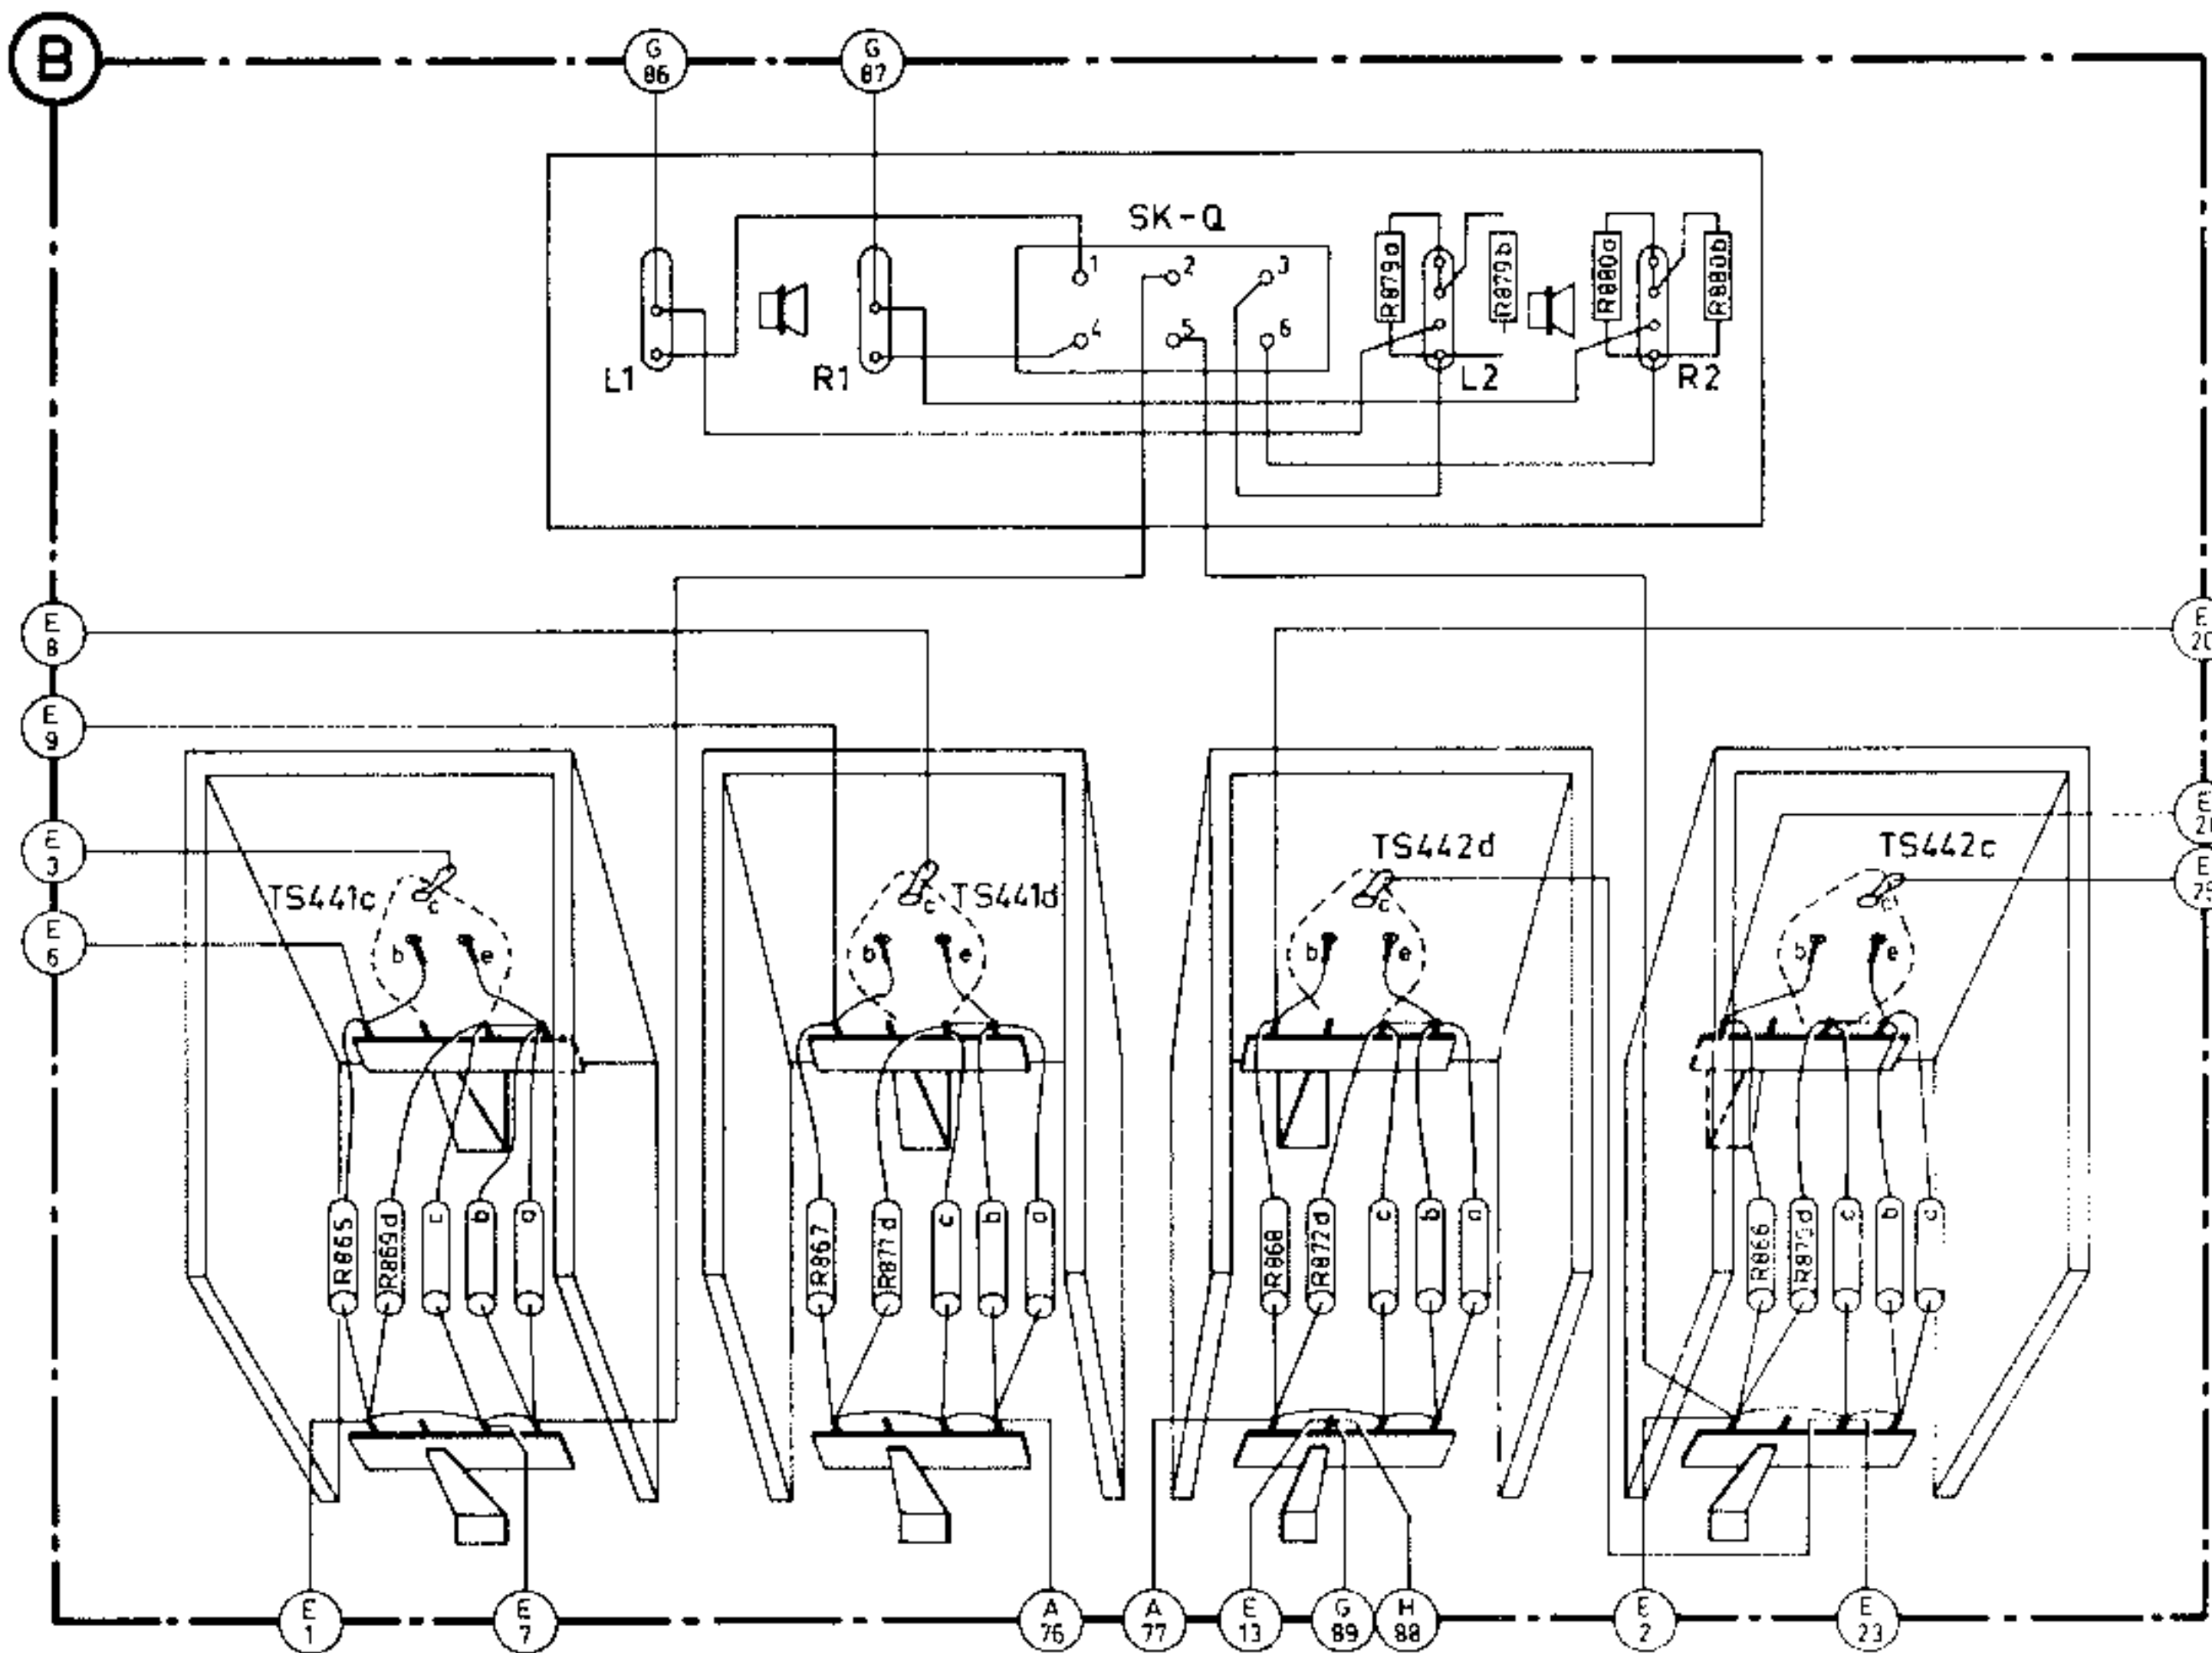 B
G
86
G
87
SK-Q
1
2
3
4
5
6
R879a
R879b
R880a
R880b
L1
R1
L2
R2
E
8
E
9
E
3
E
6
E
20
E
E
TS441c
c
b
e
TS441d
c
b
e
TS442d
c
b
e
TS442c
c
b
e
R865
R869d
c
b
a
R867
R871d
c
b
a
R868
R872d
c
b
a
R866
c
b
E
1
E
7
A
76
A
77
E
13
G
89
H
88
E
2
E
23